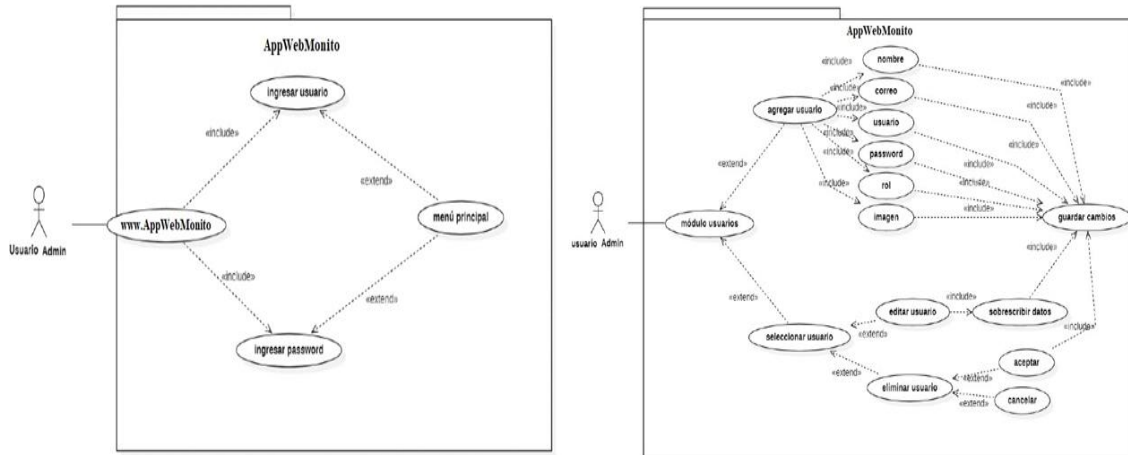 AppWebMonito
ingresar usuario
«include»
«extend»
www.AppWebMonito
menú principal
Usuario Admin
«include»
«extend»
ingresar password
AppWebMonito
nombre
«include»
«include»
«include»
correo
«include»
«include»
agregar usuario
«include»
usuario
«include»
«include»
password
«include»
«include»
«extend»
«include»
rol
«include»
imagen
«include»
módulo usuarios
guardar cambios
usuario Admin
«include»
«extend»
editar usuario
«include»
sobrescribir datos
«extend»
«include»
seleccionar usuario
aceptar
«extend»
«extend»
eliminar usuario
cancelar
«extend»